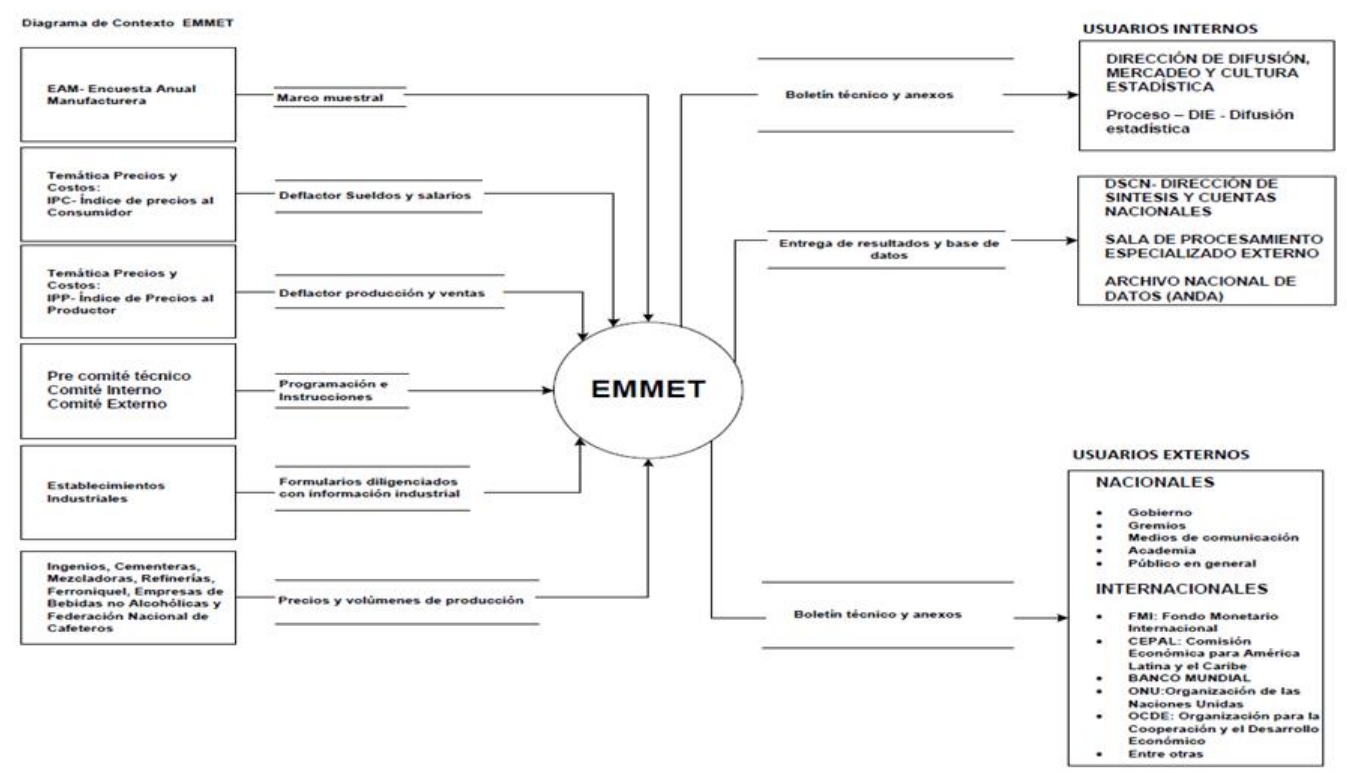 Diagrama de Contexto EMMET
EAM- Encuesta Anual
Manufacturera
Marco muestral
Temática Precios y
Costos:
IPC- Índice de precios al
Consumidor
Deflactor Sueldos y salarios
Temática Precios y
Costos:
IPP- Índice de Precios al
Productor
Deflactor producción y ventas
Pre comité técnico
Comité Interno
Comité Externo
Programación e
Instrucciones
Establecimientos
Industriales
Formularios diligenciados
con información industrial
Ingenios, Cementeras,
Mezcladoras, Refinerías,
Ferroniquel, Empresas de
Bebidas no Alcohólicas y
Federación Nacional de
Cafeteros
Precios y volúmenes de producción
EMMET
Boletín técnico y anexos
USUARIOS INTERNOS
DIRECCIÓN DE DIFUSIÓN,
MERCADEO Y CULTURA
ESTADÍSTICA
Proceso – DIE - Difusión
estadística
Entrega de resultados y base de
datos
DSCN- DIRECCIÓN DE
SINTESIS Y CUENTAS
NACIONALES
SALA DE PROCESAMIENTO
ESPECIALIZADO EXTERNO
ARCHIVO NACIONAL DE
DATOS (ANDA)
Boletín técnico y anexos
USUARIOS EXTERNOS
NACIONALES
• Gobierno
• Gremios
• Medios de comunicación
• Academia
• Público en general
INTERNACIONALES
• FMI: Fondo Monetario
Internacional
• CEPAL: Comisión
Económica para América
Latina y el Caribe
• BANCO MUNDIAL
• ONU:Organización de las
Naciones Unidas
• OCDE: Organización para la
Cooperación y el Desarrollo
Económico
• Entre otras